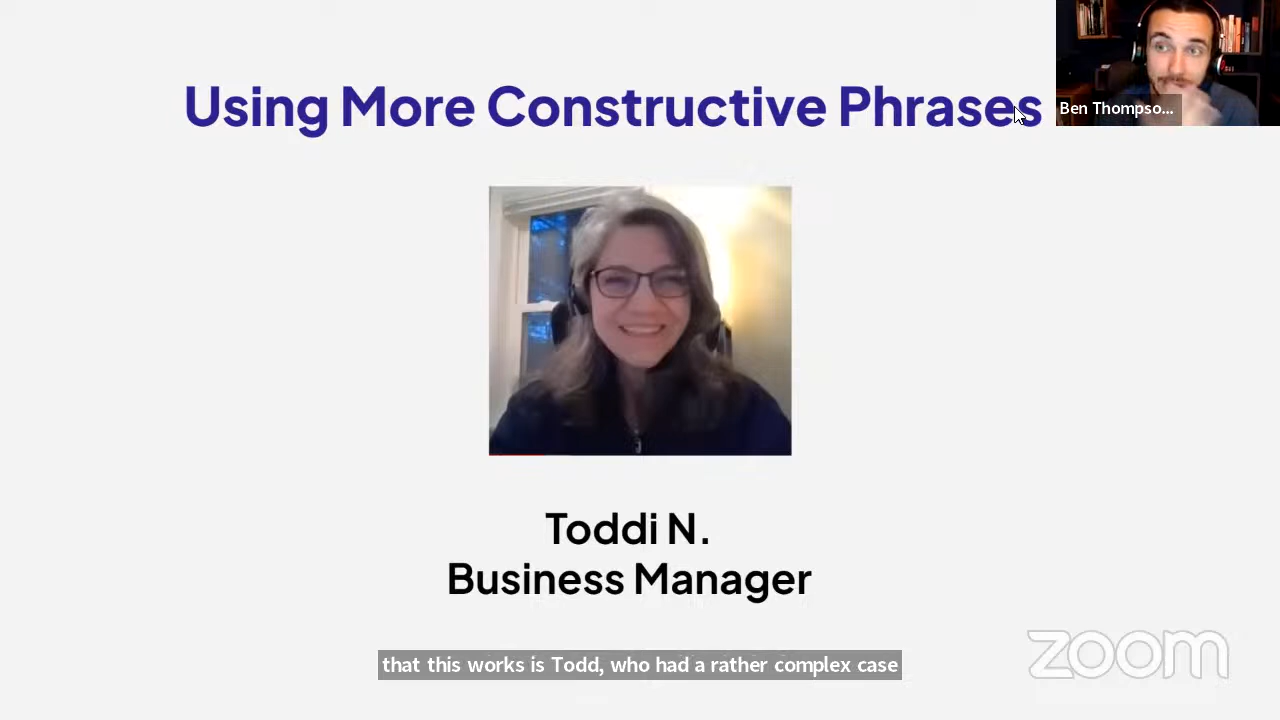 Using More Constructive Phrases
Ben Thompso...
Toddi N.
Business Manager
that this works is Todd, who had a rather complex case
zoom